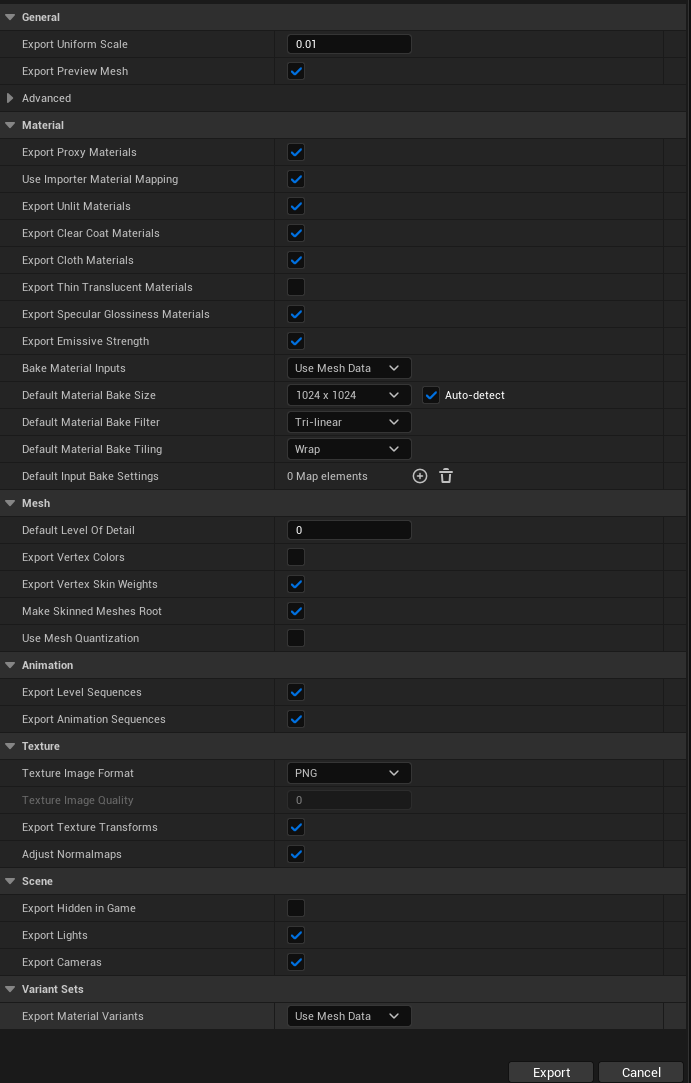 General
Export Uniform Scale 0.01
Export Preview Mesh
Advanced
Material
Export Proxy Materials
Use Importer Material Mapping
Export Unlit Materials
Export Clear Coat Materials
Export Cloth Materials
Export Thin Translucent Materials
Export Specular Glossiness Materials
Export Emissive Strength
Bake Material Inputs Use Mesh Data
Default Material Bake Size 1024 x 1024 Auto-detect
Default Material Bake Filter Tri-linear
Default Material Bake Tiling Wrap
Default Input Bake Settings 0 Map elements
Mesh
Default Level Of Detail 0
Export Vertex Colors
Export Vertex Skin Weights
Make Skinned Meshes Root
Use Mesh Quantization
Animation
Export Level Sequences
Export Animation Sequences
Texture
Texture Image Format PNG
Texture Image Quality 0
Export Texture Transforms
Adjust Normalmaps
Scene
Export Hidden in Game
Export Lights
Export Cameras
Variant Sets
Export Material Variants Use Mesh Data
Export Cancel